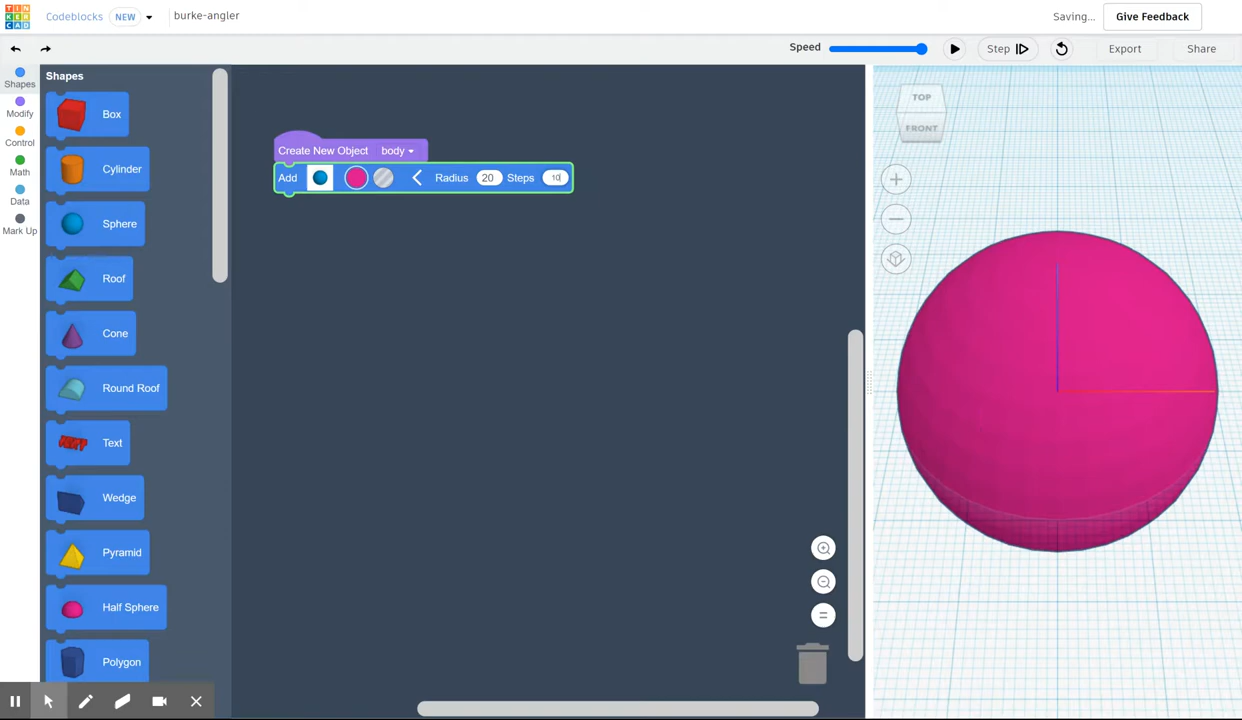 TIN
KER
CAD
Codeblocks NEW burke-angler Saving... Give Feedback
Speed Step Export Share
Shapes
Modify
Control
Math
Data
Mark Up
Shapes
Box
Cylinder
Sphere
Roof
Cone
Round Roof
Text
Wedge
Pyramid
Half Sphere
Polygon
Create New Object body
Add Radius 20 Steps 10
TOP
FRONT